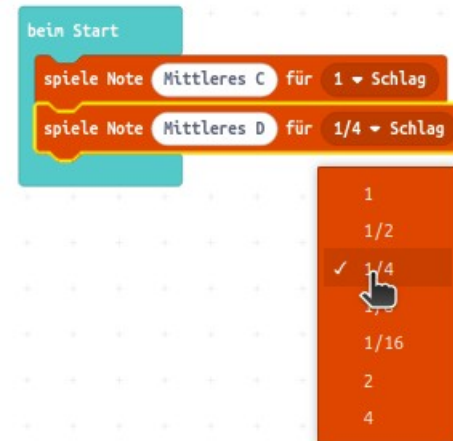 beim Start
spiele Note Mittleres C für 1 Schlag
spiele Note Mittleres D für 1/4 Schlag
1
1/2
✓ 1/4
1/16
2
4